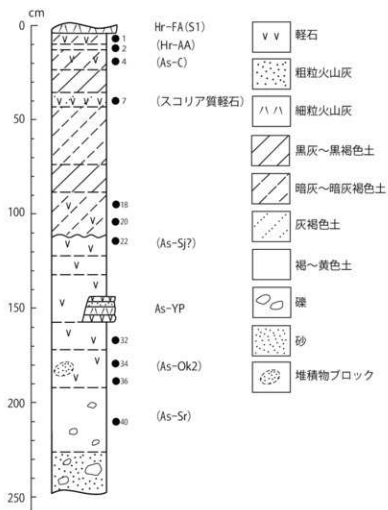 cm
0
50
100
150
200
250
1
2
4
7
18
20
22
32
34
36
40
Hr-FA(S1)
(Hr-AA)
(As-C)
(スコリア質軽石)
(As-Sj?)
As-YP
(As-Ok2)
(As-Sr)
軽石
粗粒火山灰
細粒火山灰
黒灰〜黒褐色土
暗灰〜暗灰褐色土
灰褐色土
褐〜黄色土
礫
砂
堆積物ブロック